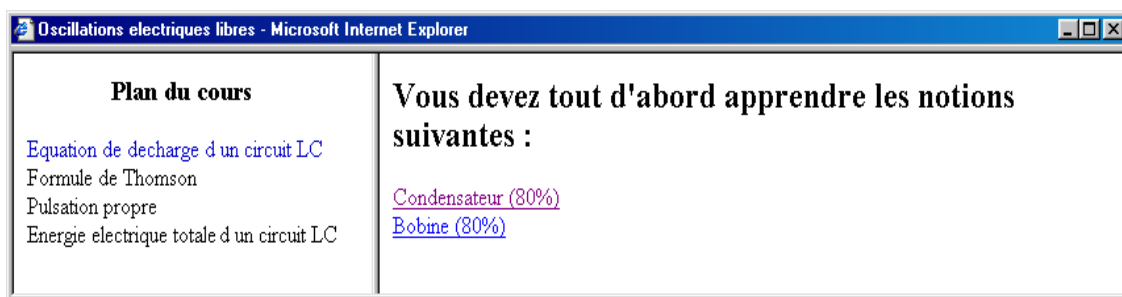 Oscillations electriques libres - Microsoft Internet Explorer
Plan du cours
Equation de decharge d un circuit LC
Formule de Thomson
Pulsation propre
Energie electrique totale d un circuit LC
Vous devez tout d'abord apprendre les notions
suivantes :
Condensateur (80%)
Bobine (80%)